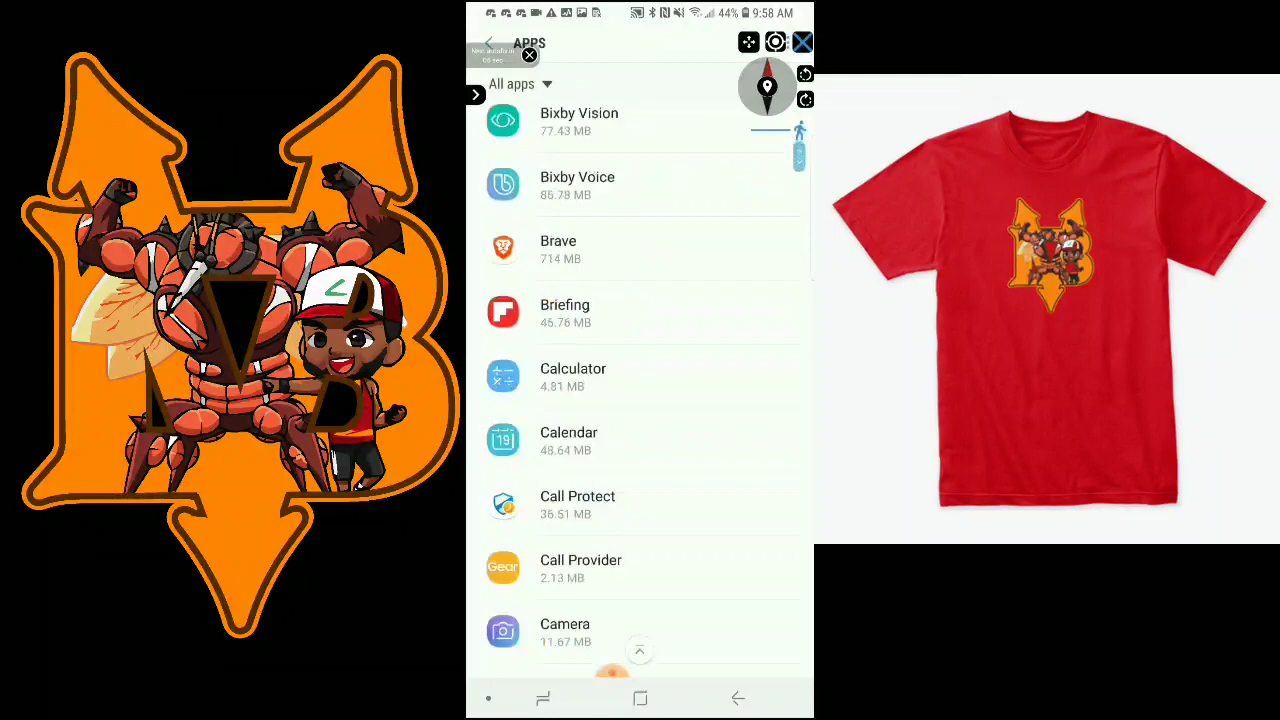 44% 9:58 AM
APPS
All apps
Bixby Vision
77.43 MB
Bixby Voice
86.78 MB
Brave
714 MB
Briefing
45.76 MB
Calculator
4.81 MB
19
Calendar
48.64 MB
Call Protect
36.51 MB
Gear
Call Provider
2.13 MB
Camera
11.67 MB